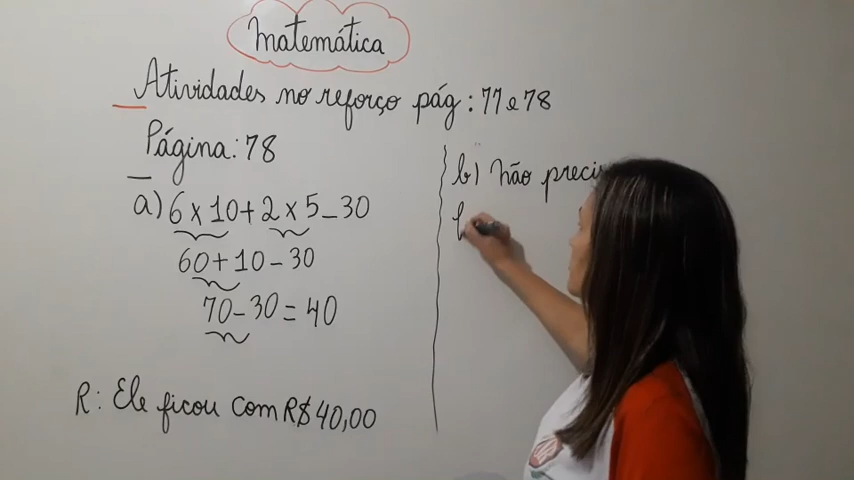 Matemática
Atividades no reforço pág: 77 e 78
Página: 78
a) 6 x 10 + 2 x 5 - 30
60 + 10 - 30
70 - 30 = 40
R: Ele ficou com R$ 40,00
b) não